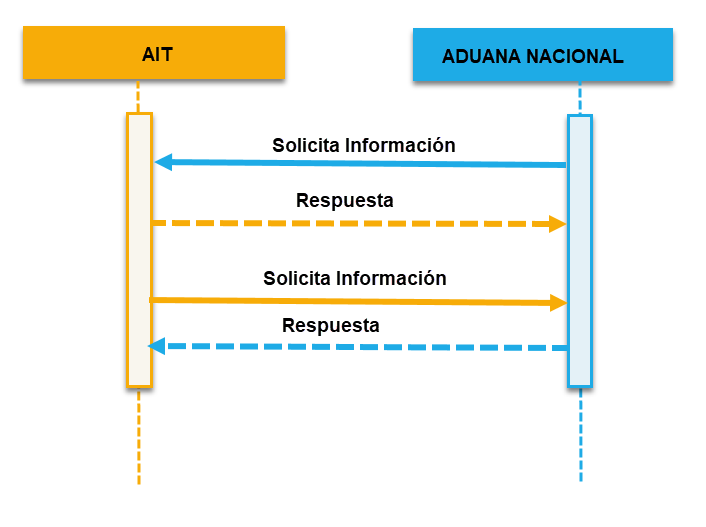 AIT
ADUANA NACIONAL
Solicita Información
Respuesta
Solicita Información
Respuesta